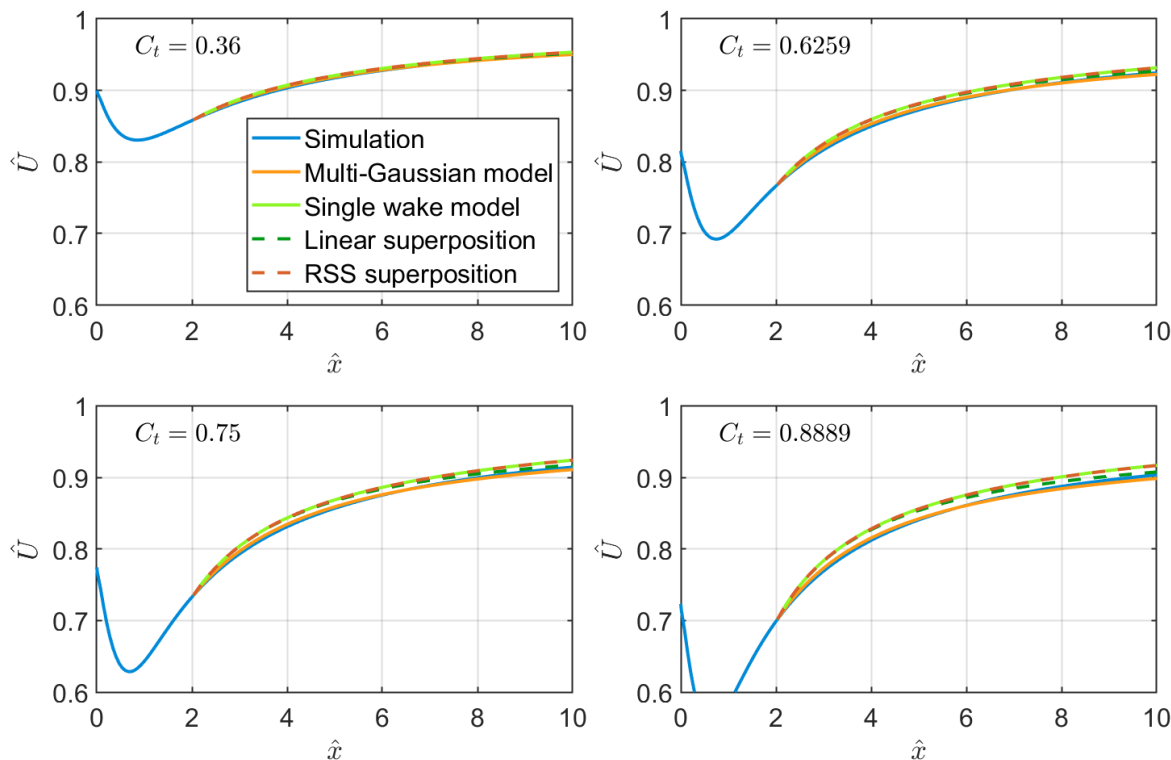 1
0.9
0.8
0.7
0.6
0 2 4 6 8 10
Û
x̂
C_t = 0.36
Simulation
Multi-Gaussian model
Single wake model
Linear superposition
RSS superposition
1
0.9
0.8
0.7
0.6
0 2 4 6 8 10
Û
x̂
C_t = 0.6259
1
0.9
0.8
0.7
0.6
0 2 4 6 8 10
Û
x̂
C_t = 0.75
1
0.9
0.8
0.7
0.6
0 2 4 6 8 10
Û
x̂
C_t = 0.8889